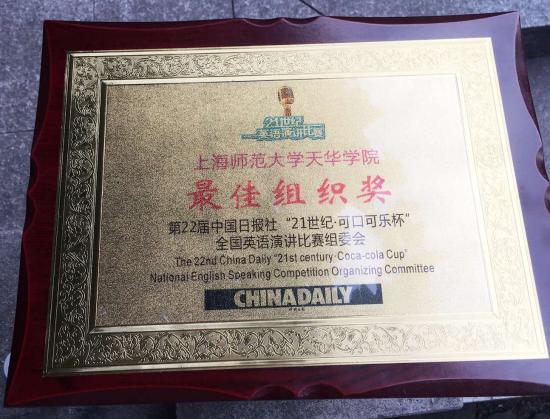 21世纪
英语演讲比赛
上海师范大学天华学院
最佳组织奖
第22届中国日报社“21世纪·可口可乐杯”
全国英语演讲比赛组委会
The 22nd China Daily "21st century·Coca-cola Cup"
National English Speaking Competition Organizing Committee
CHINADAILY